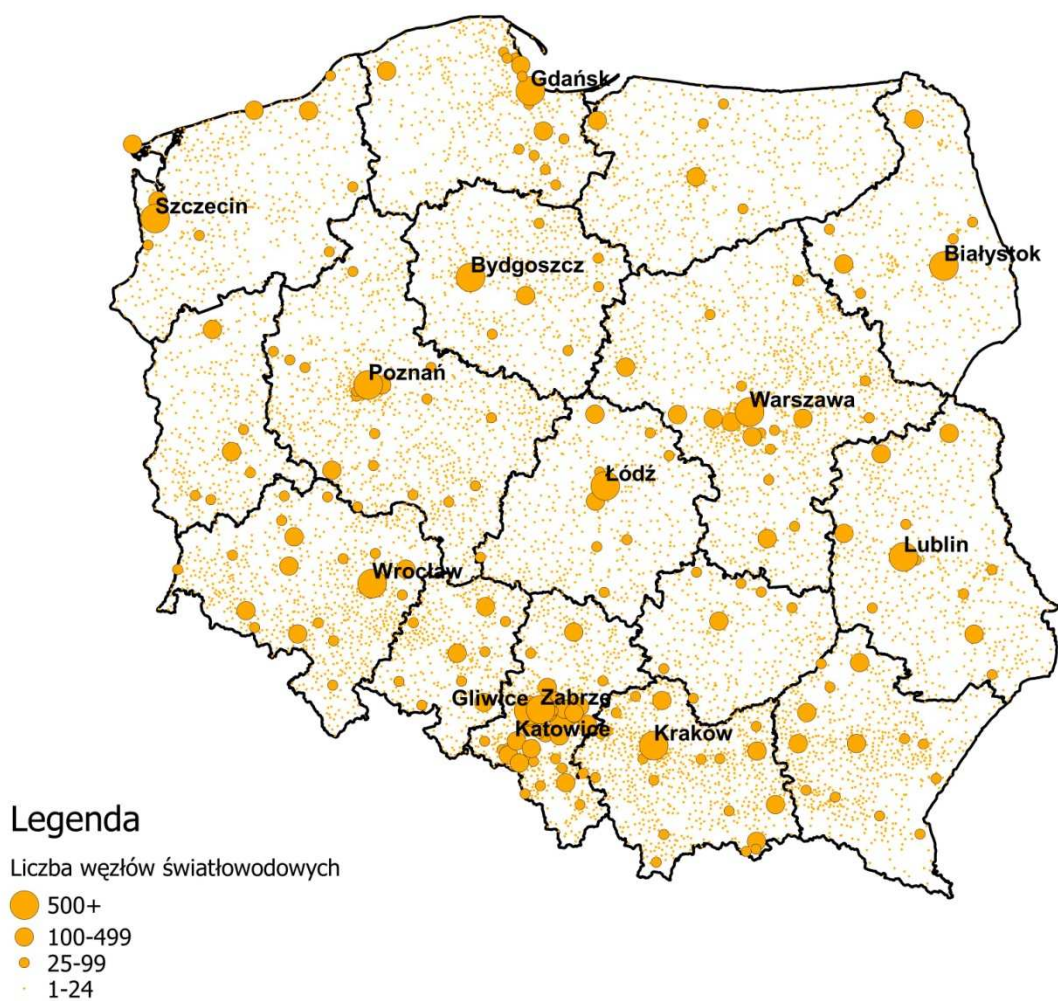 Gdańsk
Szczecin
Bydgoszcz
Białystok
Poznań
Warszawa
Łódź
Lublin
Wrocław
Gliwice
Zabrze
Katowice
Kraków
Legenda
Liczba węzłów światłowodowych
500+
100-499
25-99
1-24